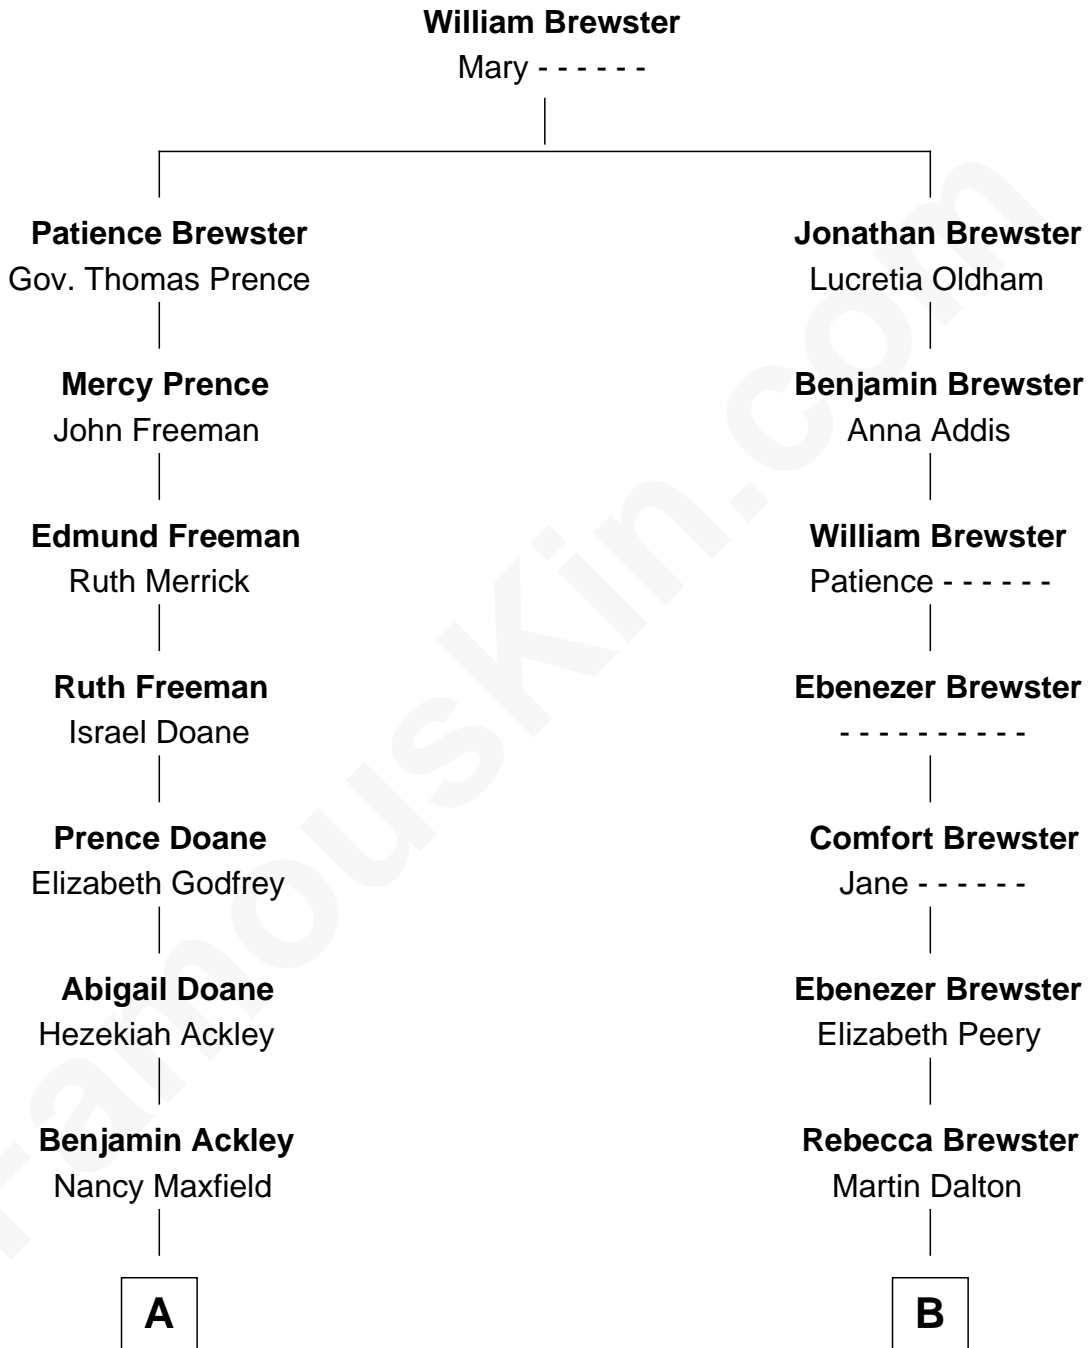 William Brewster
Mary - - - - - -
Patience Brewster
Gov. Thomas Prence
Jonathan Brewster
Lucretia Oldham
Mercy Prence
John Freeman
Benjamin Brewster
Anna Addis
Edmund Freeman
Ruth Merrick
William Brewster
Patience - - - - - -
Ruth Freeman
Israel Doane
Ebenezer Brewster
- - - - - - - - - -
Prence Doane
Elizabeth Godfrey
Comfort Brewster
Jane - - - - - -
Abigail Doane
Hezekiah Ackley
Ebenezer Brewster
Elizabeth Peery
Benjamin Ackley
Nancy Maxfield
Rebecca Brewster
Martin Dalton
A
B
FamousKin.com